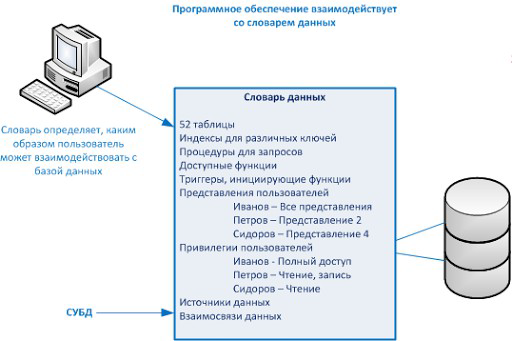 Программное обеспечение взаимодействует
со словарем данных
Словарь определяет, каким
образом пользователь
может взаимодействовать с
базой данных
Словарь данных
52 таблицы
Индексы для различных ключей
Процедуры для запросов
Доступные функции
Триггеры, инициирующие функции
Представления пользователей
Иванов – Все представления
Петров – Представление 2
Сидоров – Представление 4
Привилегии пользователей
Иванов - Полный доступ
Петров – Чтение, запись
Сидоров – Чтение
Источники данных
Взаимосвязи данных
СУБД